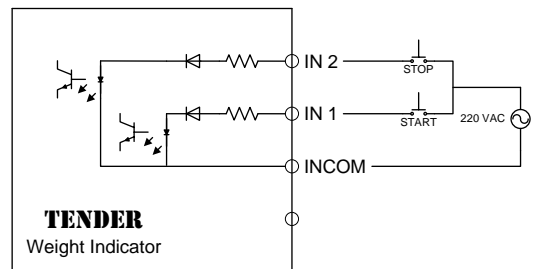 IN 2
STOP
IN 1
START
220 VAC
INCOM
TENDER
Weight Indicator